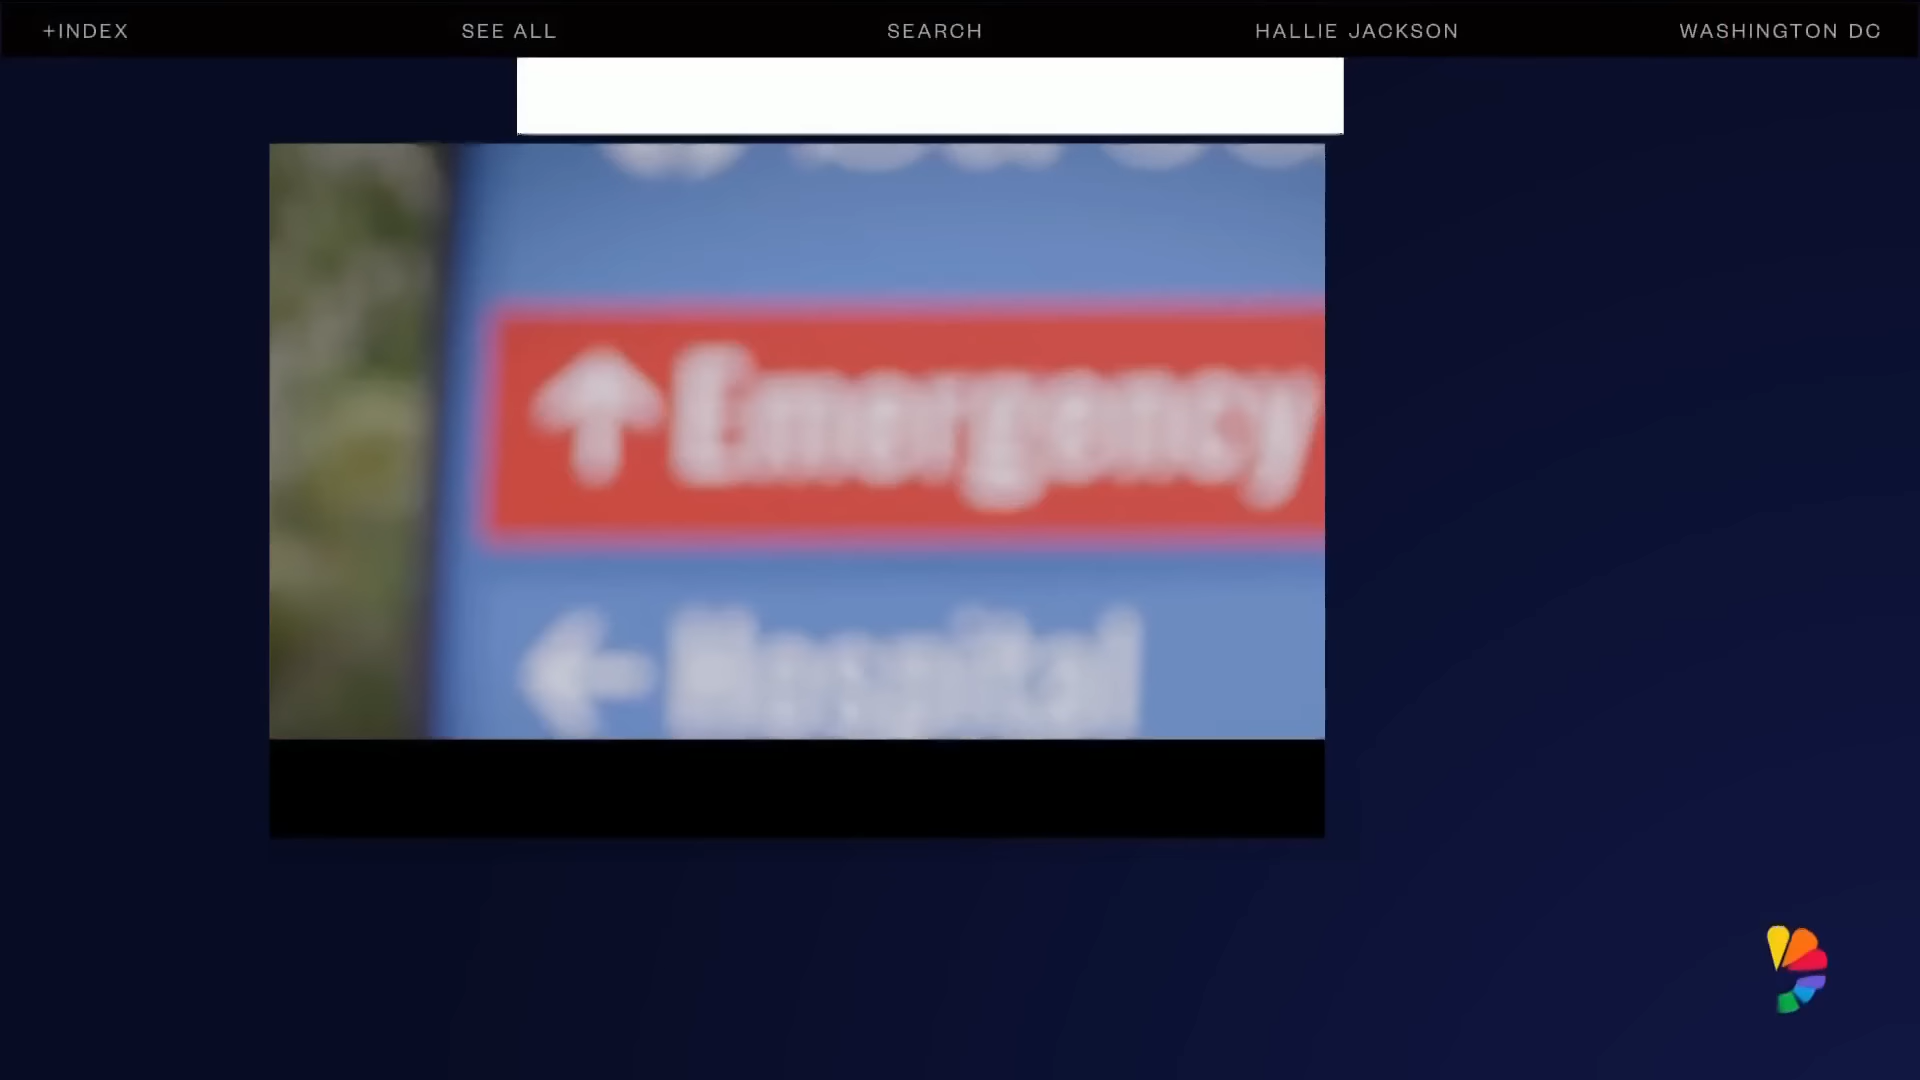 +INDEX
SEE ALL
SEARCH
HALLIE JACKSON
WASHINGTON DC
↑Emergency
←Hospital